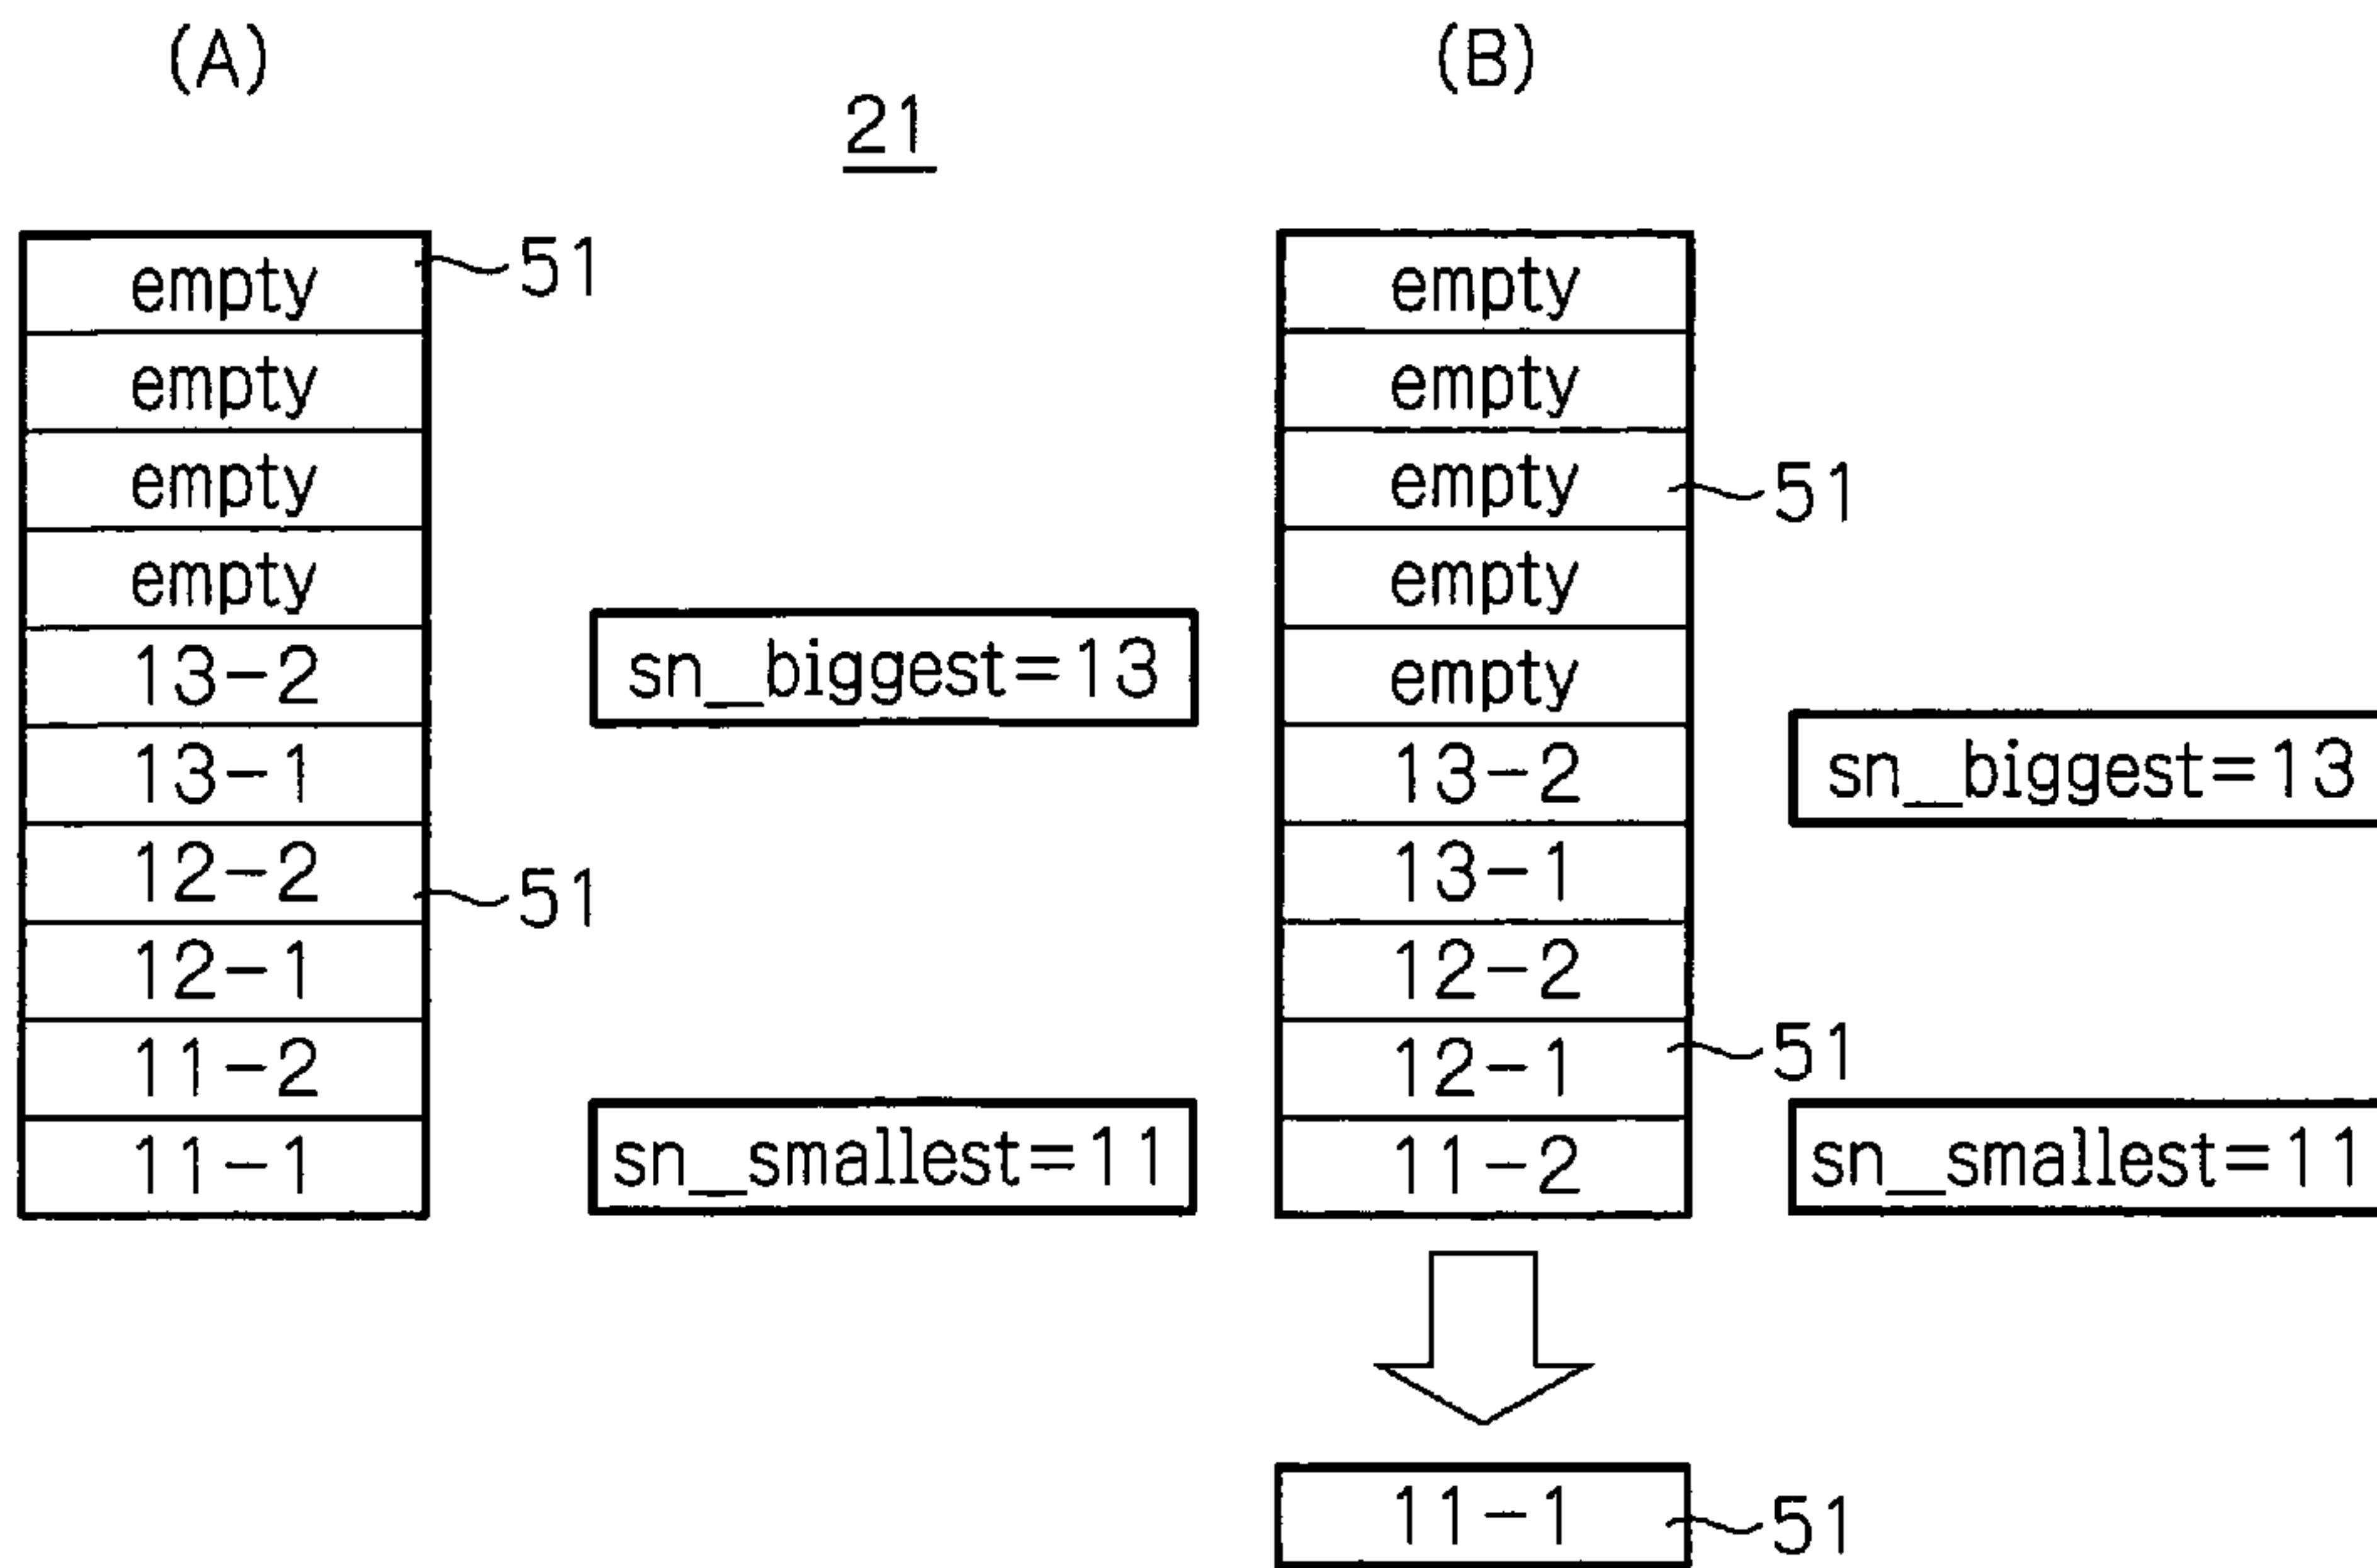 (A)
(B)
21
empty
empty
empty
empty
13-2
13-1
12-2
12-1
11-2
11-1
51
51
sn_biggest=13
sn_smallest=11
empty
empty
empty
empty
empty
13-2
13-1
12-2
12-1
11-2
51
51
sn_biggest=13
sn_smallest=11
11-1
51